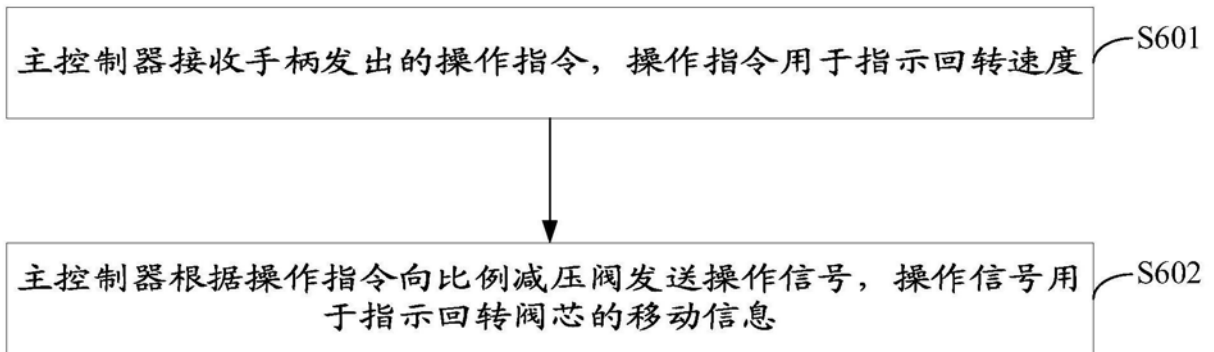 主控制器接收手柄发出的操作指令，操作指令用于指示回转速度
S601
主控制器根据操作指令向比例减压阀发送操作信号，操作信号用
于指示回转阀芯的移动信息
S602